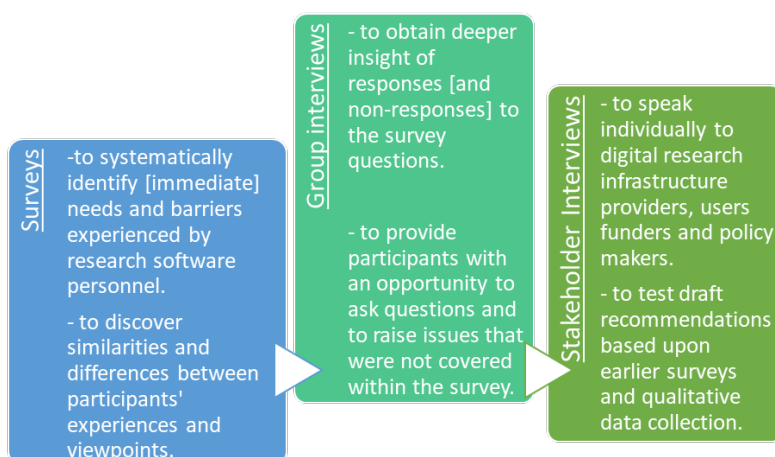 Surveys
-to systematically
identify [immediate]
needs and barriers
experienced by
research software
personnel.
- to discover
similarities and
differences between
participants'
experiences and
viewpoints.
Group interviews
- to obtain deeper
insight of
responses [and
non-responses] to
the survey
questions.
- to provide
participants with
an opportunity to
ask questions and
to raise issues that
were not covered
within the survey.
Stakeholder Interviews
- to speak
individually to
digital research
infrastructure
providers, users
funders and policy
makers.
- to test draft
recommendations
based upon
earlier surveys
and qualitative
data collection.